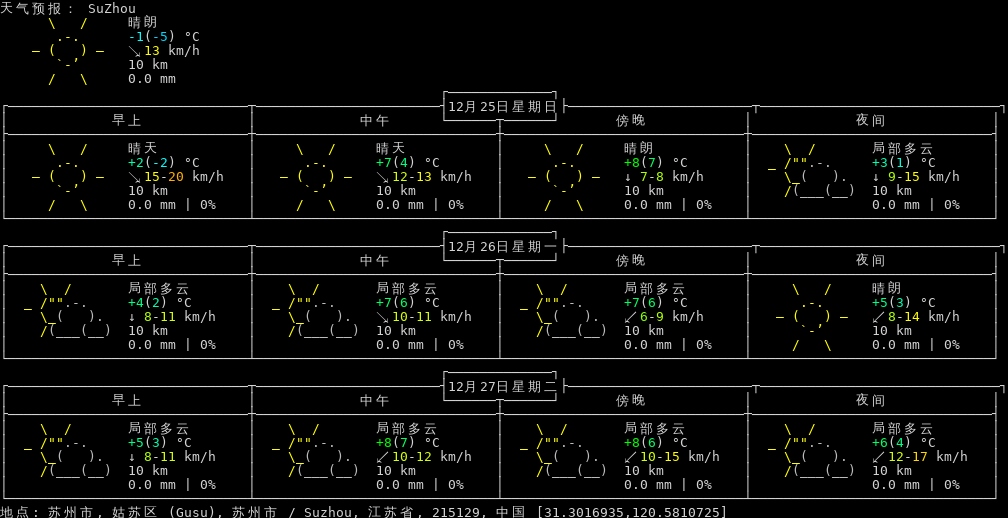 天气预报: SuZhou
晴朗
-1(-5) °C
↘ 13 km/h
10 km
0.0 mm
12月25日星期日
早上 中午 傍晚 夜间
晴天 晴天 晴朗 局部多云
+2(-2) °C +7(4) °C +8(7) °C +3(1) °C
↘ 15-20 km/h ↘ 12-13 km/h ↓ 7-8 km/h ↓ 9-15 km/h
10 km 10 km 10 km 10 km
0.0 mm | 0% 0.0 mm | 0% 0.0 mm | 0% 0.0 mm | 0%
12月26日星期一
早上 中午 傍晚 夜间
局部多云 局部多云 局部多云 晴朗
+4(2) °C +7(6) °C +7(6) °C +5(3) °C
↓ 8-11 km/h ↘ 10-11 km/h ↙ 6-9 km/h ↙ 8-14 km/h
10 km 10 km 10 km 10 km
0.0 mm | 0% 0.0 mm | 0% 0.0 mm | 0% 0.0 mm | 0%
12月27日星期二
早上 中午 傍晚 夜间
局部多云 局部多云 局部多云 局部多云
+5(3) °C +8(7) °C +8(6) °C +6(4) °C
↓ 8-11 km/h ↙ 10-12 km/h ↙ 10-15 km/h ↙ 12-17 km/h
10 km 10 km 10 km 10 km
0.0 mm | 0% 0.0 mm | 0% 0.0 mm | 0% 0.0 mm | 0%
地点: 苏州市, 姑苏区 (Gusu), 苏州市 / Suzhou, 江苏省, 215129, 中国 [31.3016935,120.5810725]